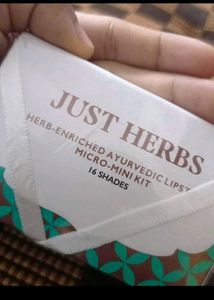 JUST HERBS
HERB-ENRICHED AYURVEDIC LIPST
MICRO-MINI KIT
16 SHADES